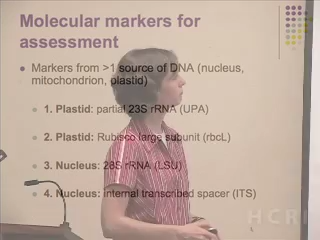 Molecular markers for
assessment
Markers from >1 source of DNA (nucleus,
mitochondrion, plastid)
1. Plastid: partial 23S rRNA (UPA)
2. Plastid: Rubisco large subunit (rbcL)
3. Nucleus: 28S rRNA (LSU)
4. Nucleus: internal transcribed spacer (ITS)
HCRI